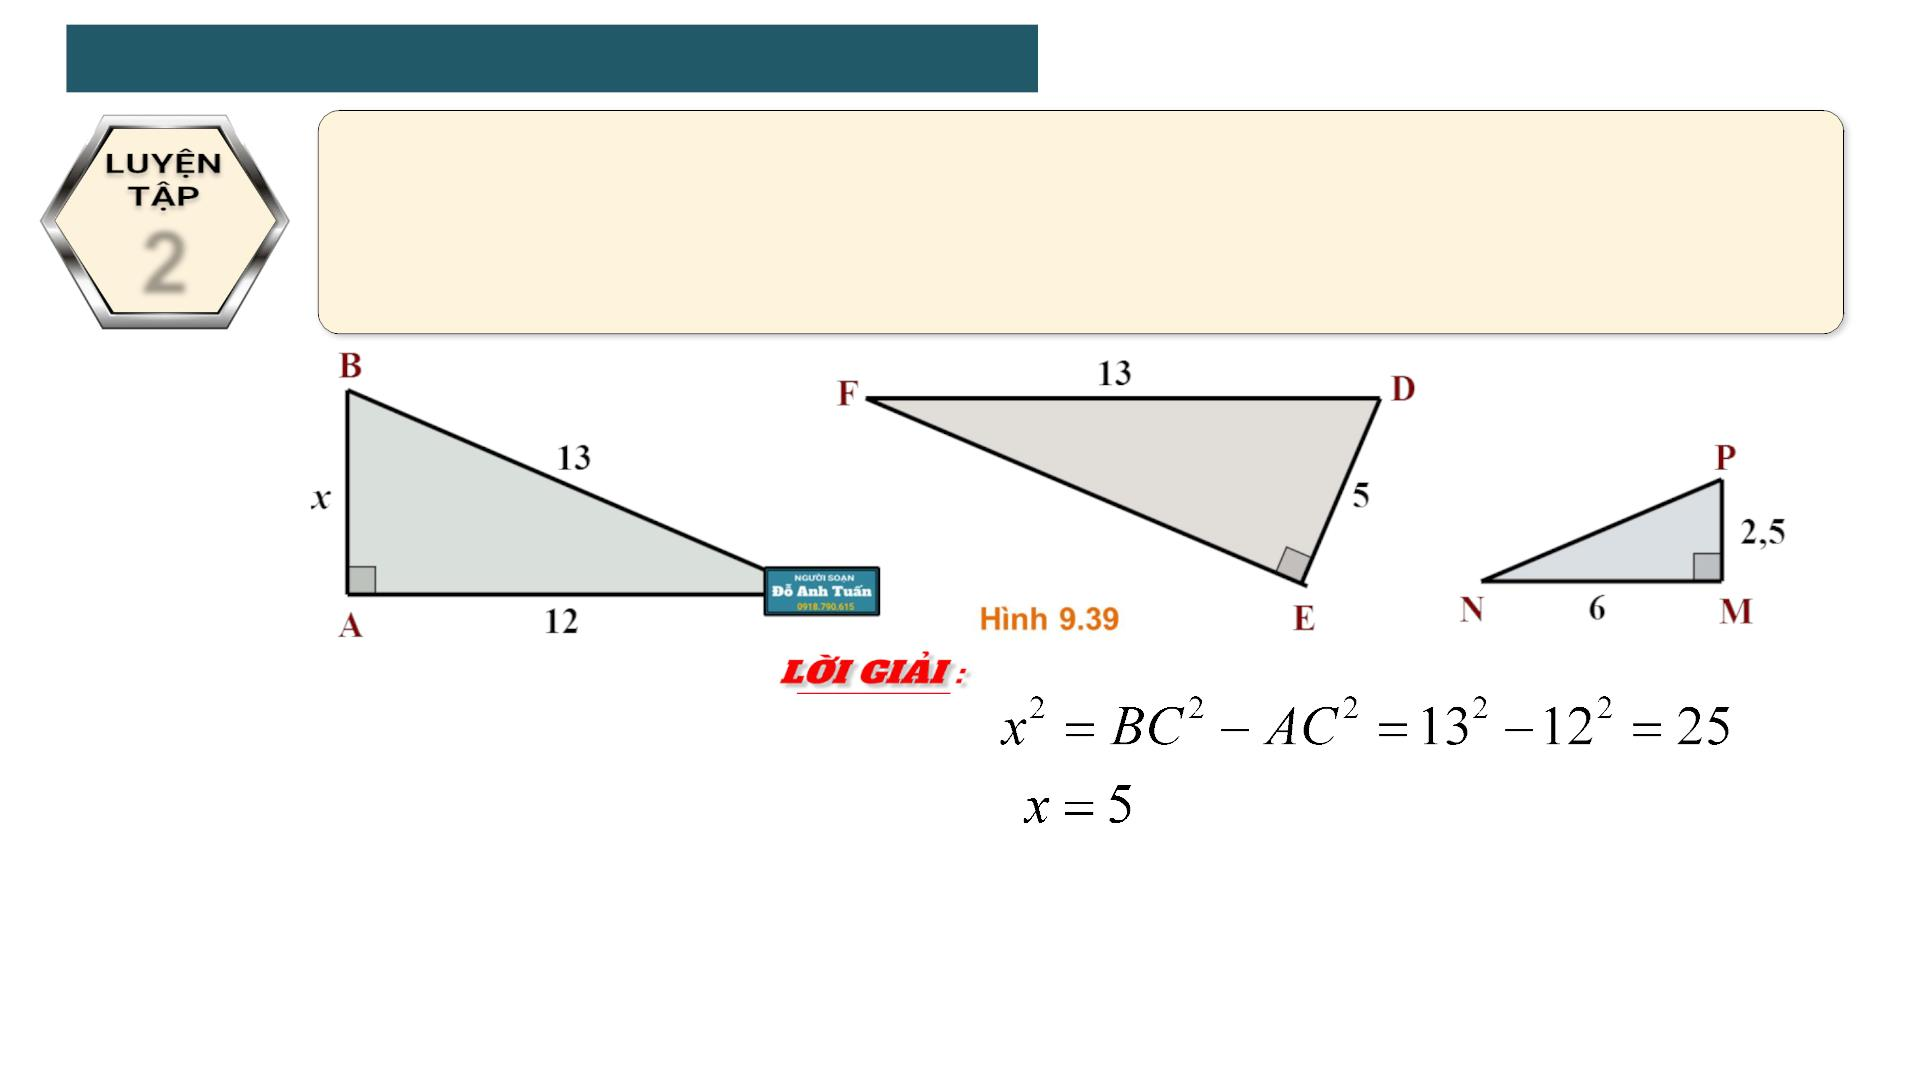 LUYỆN
TẬP
2
B
13
x
A
12
F
13
D
5
E
P
2,5
N
6
M
NGƯỜI SOẠN
Đỗ Anh Tuấn
0918.790.615
Hình 9.39
LỜI GIẢI :
x² = BC² − AC² = 13² − 12² = 25
x = 5